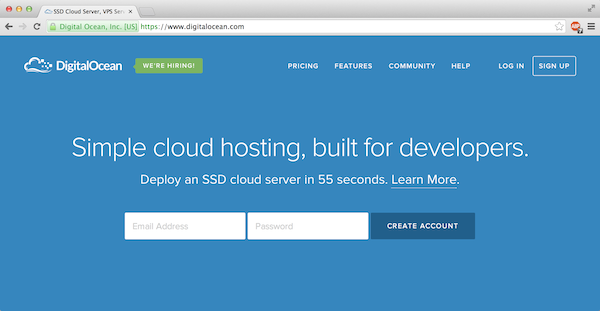 SSD Cloud Server, VPS Serv
Digital Ocean, Inc. [US] https://www.digitalocean.com
DigitalOcean WE'RE HIRING! PRICING FEATURES COMMUNITY HELP LOG IN SIGN UP
Simple cloud hosting, built for developers.
Deploy an SSD cloud server in 55 seconds. Learn More.
Email Address Password CREATE ACCOUNT